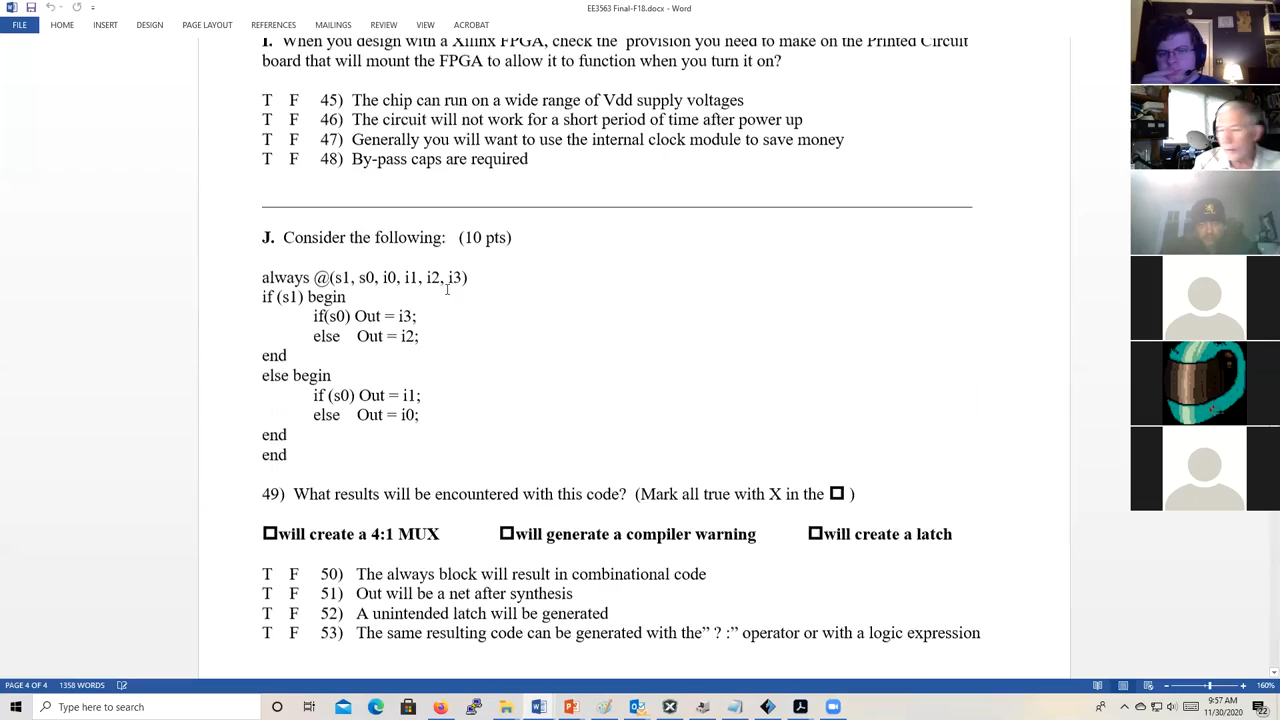 EE3563 Final-F18.docx - Word
FILE HOME INSERT DESIGN PAGE LAYOUT REFERENCES MAILINGS REVIEW VIEW ACROBAT
I. When you design with a Xilinx FPGA, check the provision you need to make on the Printed Circuit
board that will mount the FPGA to allow it to function when you turn it on?
T F 45) The chip can run on a wide range of Vdd supply voltages
T F 46) The circuit will not work for a short period of time after power up
T F 47) Generally you will want to use the internal clock module to save money
T F 48) By-pass caps are required
J. Consider the following: (10 pts)
always @(s1, s0, i0, i1, i2, i3)
if (s1) begin
if(s0) Out = i3;
else Out = i2;
end
else begin
if (s0) Out = i1;
else Out = i0;
end
end
49) What results will be encountered with this code? (Mark all true with X in the )
will create a 4:1 MUX will generate a compiler warning will create a latch
T F 50) The always block will result in combinational code
T F 51) Out will be a net after synthesis
T F 52) A unintended latch will be generated
T F 53) The same resulting code can be generated with the” ? :” operator or with a logic expression
PAGE 4 OF 4 1358 WORDS 160%
Type here to search
9:57 AM
11/30/2020
22